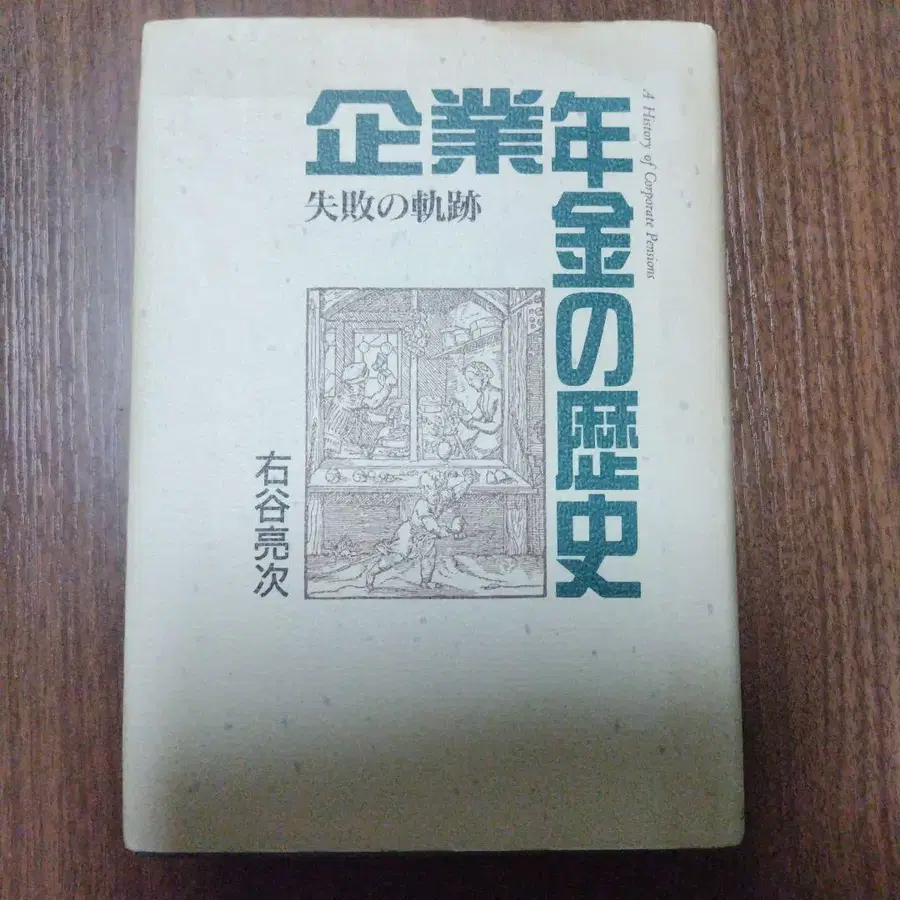 企業年金の歴史
失敗の軌跡
A History of Corporate Pensions
右谷亮次